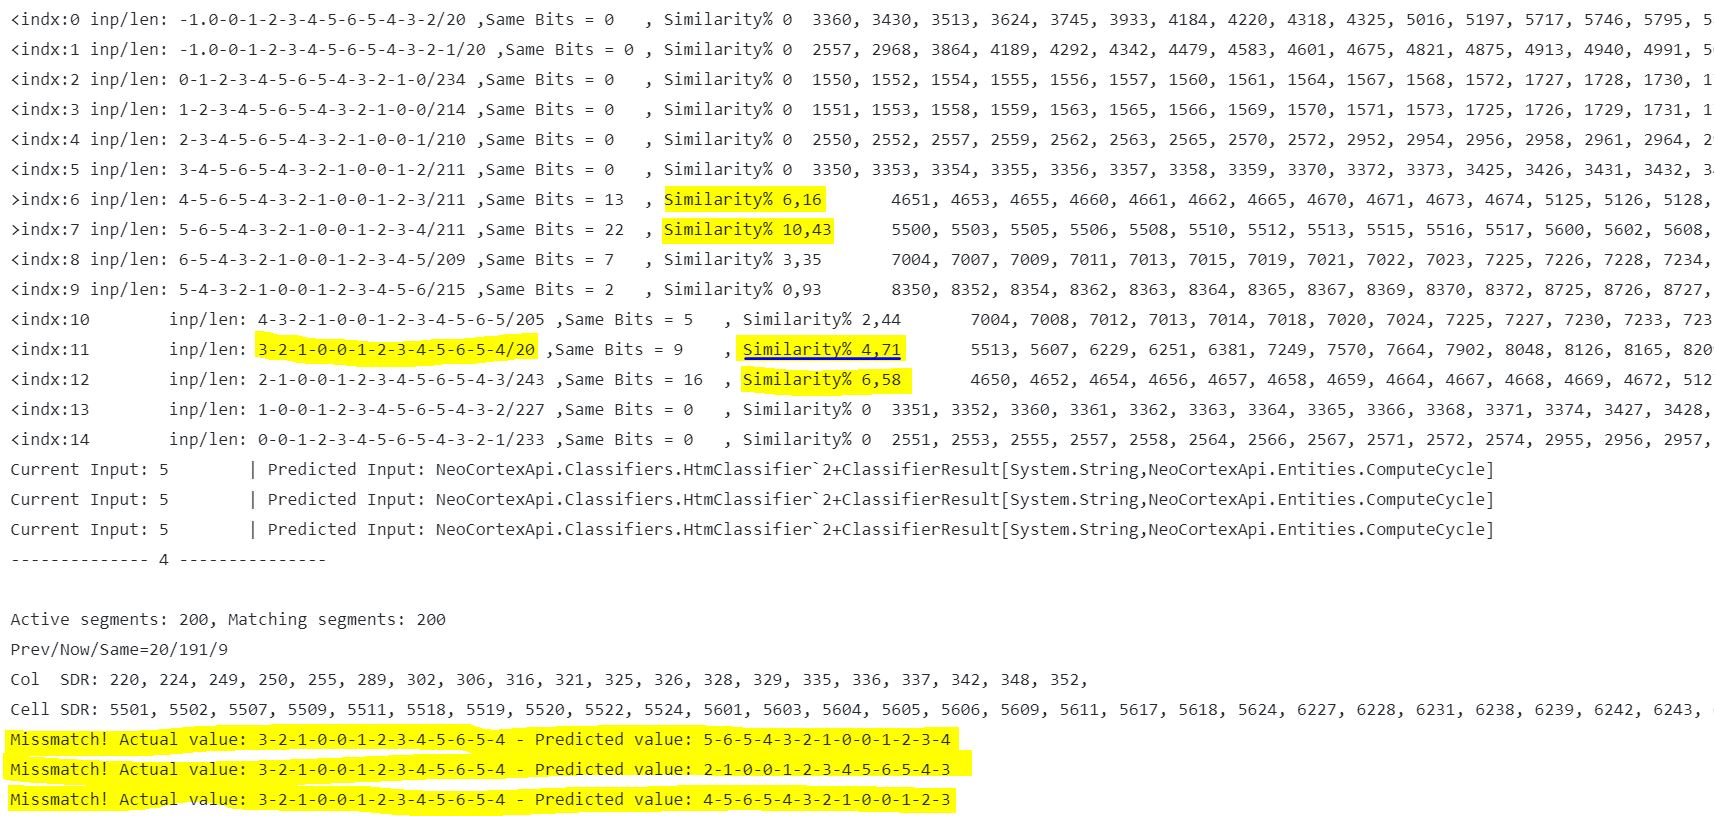 <indx:0 inp/len: -1.0-0-1-2-3-4-5-6-5-4-3-2/20 ,Same Bits = 0 , Similarity% 0 3360, 3430, 3513, 3624, 3745, 3933, 4184, 4220, 4318, 4325, 5016, 5197, 5717, 5746, 5795,
<indx:1 inp/len: -1.0-0-1-2-3-4-5-6-5-4-3-2-1/20 ,Same Bits = 0 , Similarity% 0 2557, 2968, 3864, 4189, 4292, 4342, 4479, 4583, 4601, 4675, 4821, 4875, 4913, 4940, 4991,
<indx:2 inp/len: 0-1-2-3-4-5-6-5-4-3-2-1-0/234 ,Same Bits = 0 , Similarity% 0 1550, 1552, 1554, 1555, 1556, 1557, 1560, 1561, 1564, 1567, 1568, 1572, 1727, 1728, 1730,
<indx:3 inp/len: 1-2-3-4-5-6-5-4-3-2-1-0-0/214 ,Same Bits = 0 , Similarity% 0 1551, 1553, 1558, 1559, 1563, 1565, 1566, 1569, 1570, 1571, 1573, 1725, 1726, 1729, 1731,
<indx:4 inp/len: 2-3-4-5-6-5-4-3-2-1-0-0-1/210 ,Same Bits = 0 , Similarity% 0 2550, 2552, 2557, 2559, 2562, 2563, 2565, 2570, 2572, 2952, 2954, 2956, 2958, 2961, 2964,
<indx:5 inp/len: 3-4-5-6-5-4-3-2-1-0-0-1-2/211 ,Same Bits = 0 , Similarity% 0 3350, 3353, 3354, 3355, 3356, 3357, 3358, 3359, 3370, 3372, 3373, 3425, 3426, 3431, 3432,
>indx:6 inp/len: 4-5-6-5-4-3-2-1-0-0-1-2-3/211 ,Same Bits = 13 , Similarity% 6,16 4651, 4653, 4655, 4660, 4661, 4662, 4665, 4670, 4671, 4673, 4674, 5125, 5126, 5128,
>indx:7 inp/len: 5-6-5-4-3-2-1-0-0-1-2-3-4/211 ,Same Bits = 22 , Similarity% 10,43 5500, 5503, 5505, 5506, 5508, 5510, 5512, 5513, 5515, 5516, 5517, 5600, 5602, 5608,
<indx:8 inp/len: 6-5-4-3-2-1-0-0-1-2-3-4-5/209 ,Same Bits = 7 , Similarity% 3,35 7004, 7007, 7009, 7011, 7013, 7015, 7019, 7021, 7022, 7023, 7225, 7226, 7228, 7234,
<indx:9 inp/len: 5-4-3-2-1-0-0-1-2-3-4-5-6/215 ,Same Bits = 2 , Similarity% 0,93 8350, 8352, 8354, 8362, 8363, 8364, 8365, 8367, 8369, 8370, 8372, 8725, 8726, 8727,
<indx:10 inp/len: 4-3-2-1-0-0-1-2-3-4-5-6-5/205 ,Same Bits = 5 , Similarity% 2,44 7004, 7008, 7012, 7013, 7014, 7018, 7020, 7024, 7225, 7227, 7230, 7233, 723
<indx:11 inp/len: 3-2-1-0-0-1-2-3-4-5-6-5-4/20 ,Same Bits = 9 , Similarity% 4,71 5513, 5607, 6229, 6251, 6381, 7249, 7570, 7664, 7902, 8048, 8126, 8165, 820
<indx:12 inp/len: 2-1-0-0-1-2-3-4-5-6-5-4-3/243 ,Same Bits = 16 , Similarity% 6,58 4650, 4652, 4654, 4656, 4657, 4658, 4659, 4664, 4667, 4668, 4669, 4672, 512
<indx:13 inp/len: 1-0-0-1-2-3-4-5-6-5-4-3-2/227 ,Same Bits = 0 , Similarity% 0 3351, 3352, 3360, 3361, 3362, 3363, 3364, 3365, 3366, 3368, 3371, 3374, 3427, 3428,
<indx:14 inp/len: 0-0-1-2-3-4-5-6-5-4-3-2-1/233 ,Same Bits = 0 , Similarity% 0 2551, 2553, 2555, 2557, 2558, 2564, 2566, 2567, 2571, 2572, 2574, 2955, 2956, 2957,
Current Input: 5 | Predicted Input: NeoCortexApi.Classifiers.HtmClassifier`2+ClassifierResult[System.String,NeoCortexApi.Entities.ComputeCycle]
Current Input: 5 | Predicted Input: NeoCortexApi.Classifiers.HtmClassifier`2+ClassifierResult[System.String,NeoCortexApi.Entities.ComputeCycle]
Current Input: 5 | Predicted Input: NeoCortexApi.Classifiers.HtmClassifier`2+ClassifierResult[System.String,NeoCortexApi.Entities.ComputeCycle]
-------------- 4 ---------------
Active segments: 200, Matching segments: 200
Prev/Now/Same=20/191/9
Col SDR: 220, 224, 249, 250, 255, 289, 302, 306, 316, 321, 325, 326, 328, 329, 335, 336, 337, 342, 348, 352,
Cell SDR: 5501, 5502, 5507, 5509, 5511, 5518, 5519, 5520, 5522, 5524, 5601, 5603, 5604, 5605, 5606, 5609, 5611, 5617, 5618, 5624, 6227, 6228, 6231, 6238, 6239, 6242, 6243,
Missmatch! Actual value: 3-2-1-0-0-1-2-3-4-5-6-5-4 - Predicted value: 5-6-5-4-3-2-1-0-0-1-2-3-4
Missmatch! Actual value: 3-2-1-0-0-1-2-3-4-5-6-5-4 - Predicted value: 2-1-0-0-1-2-3-4-5-6-5-4-3
Missmatch! Actual value: 3-2-1-0-0-1-2-3-4-5-6-5-4 - Predicted value: 4-5-6-5-4-3-2-1-0-0-1-2-3